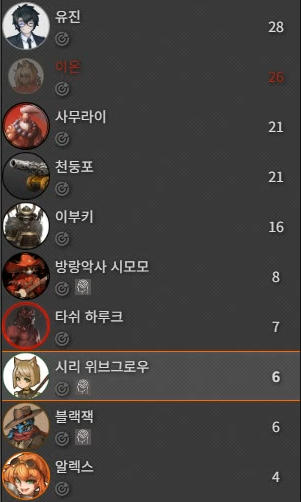 유진 28
이온 26
사무라이 21
천둥포 21
이부키 16
방랑악사 시모모 8
타쉬 하루크 7
시리 위브그로우 6
블랙잭 6
알렉스 4